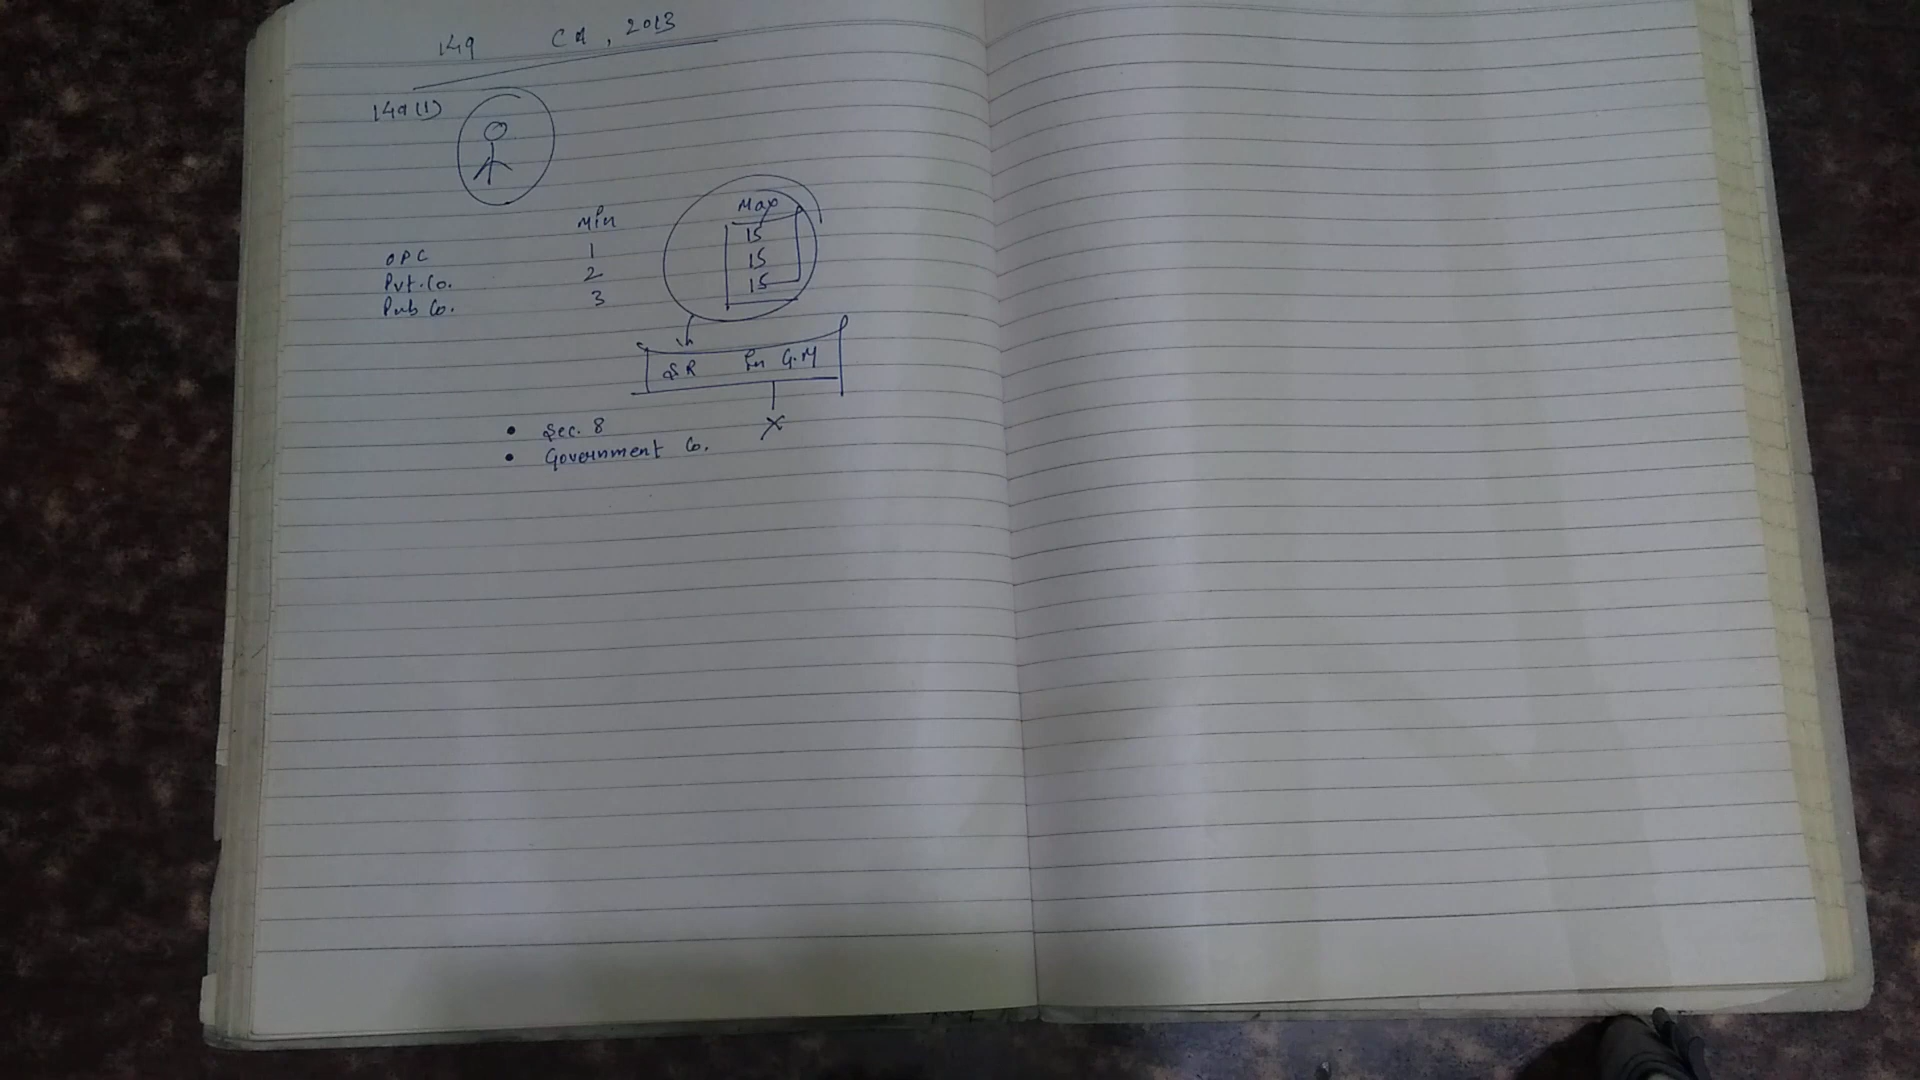 149 CA, 2013
149(1)
Min Max
15
OPC 1 15
Pvt. Co. 2 15
Pub Co. 3
SR in G.M
• Sec. 8
• Government Co.